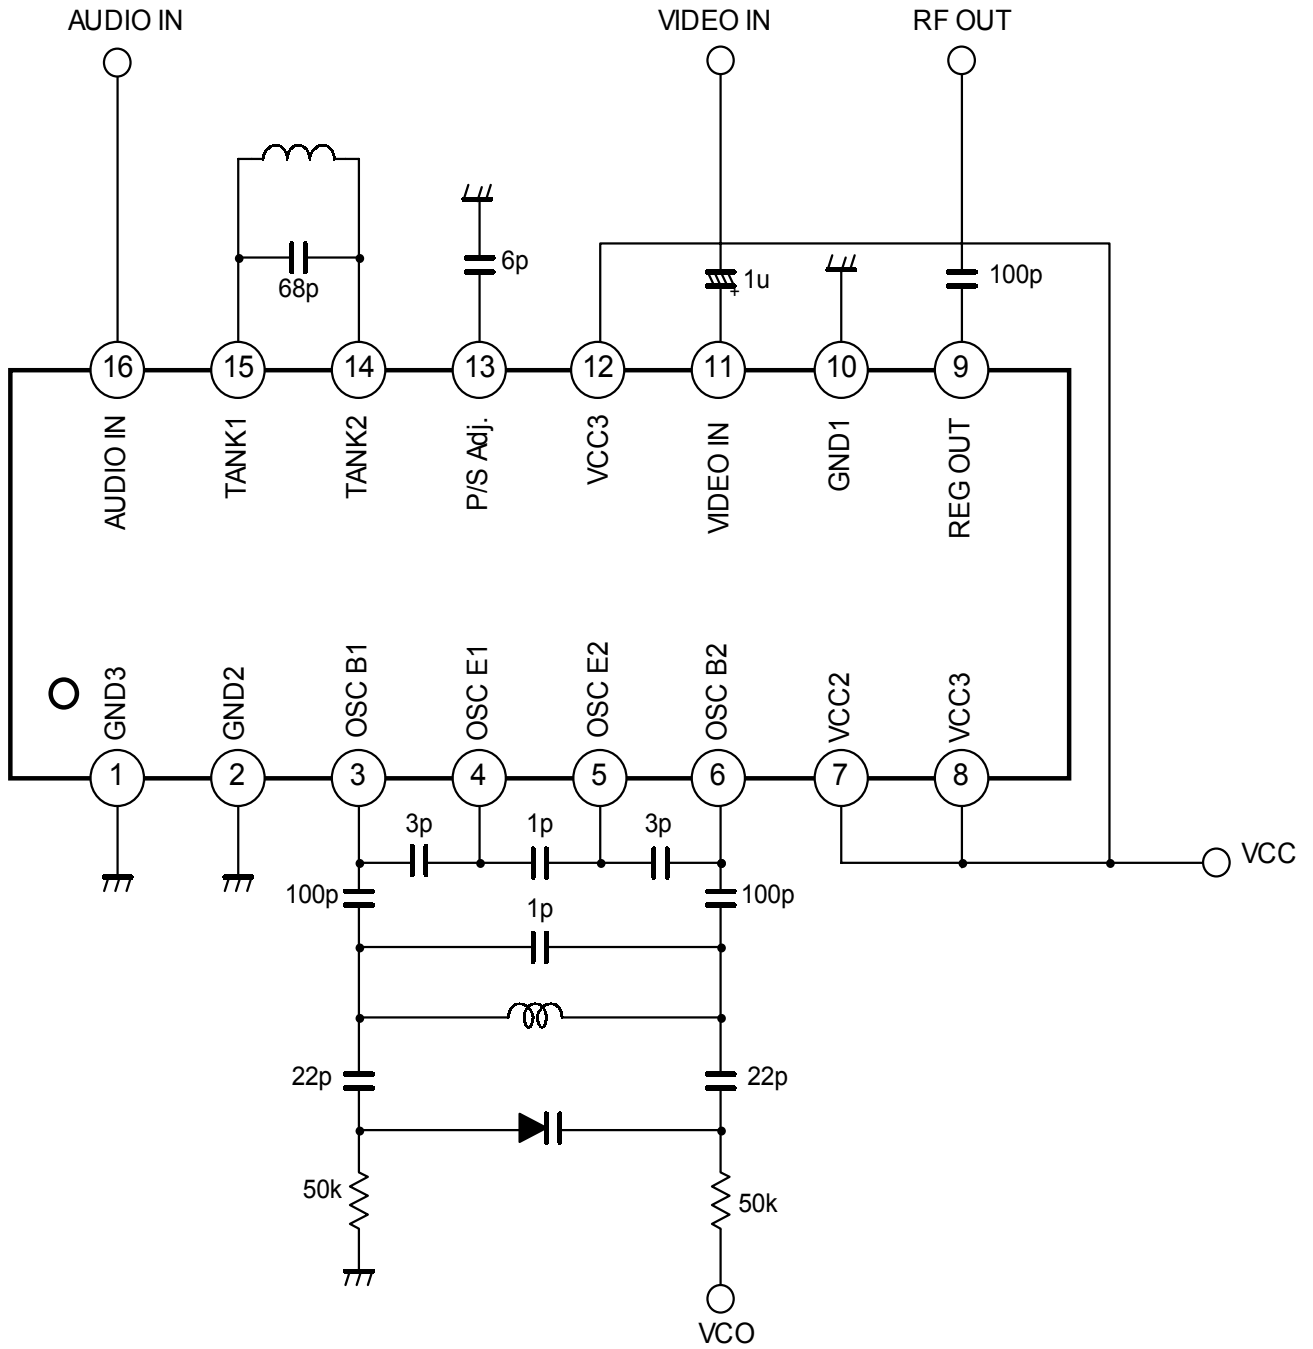 AUDIO IN
VIDEO IN
RF OUT
68p
6p
1u
+
100p
16
15
14
13
12
11
10
9
AUDIO IN
TANK1
TANK2
P/S Adj.
VCC3
VIDEO IN
GND1
REG OUT
GND3
GND2
OSC B1
OSC E1
OSC E2
OSC B2
VCC2
VCC3
1
2
3
4
5
6
7
8
3p
1p
3p
VCC
100p
1p
100p
22p
22p
50k
50k
VCO